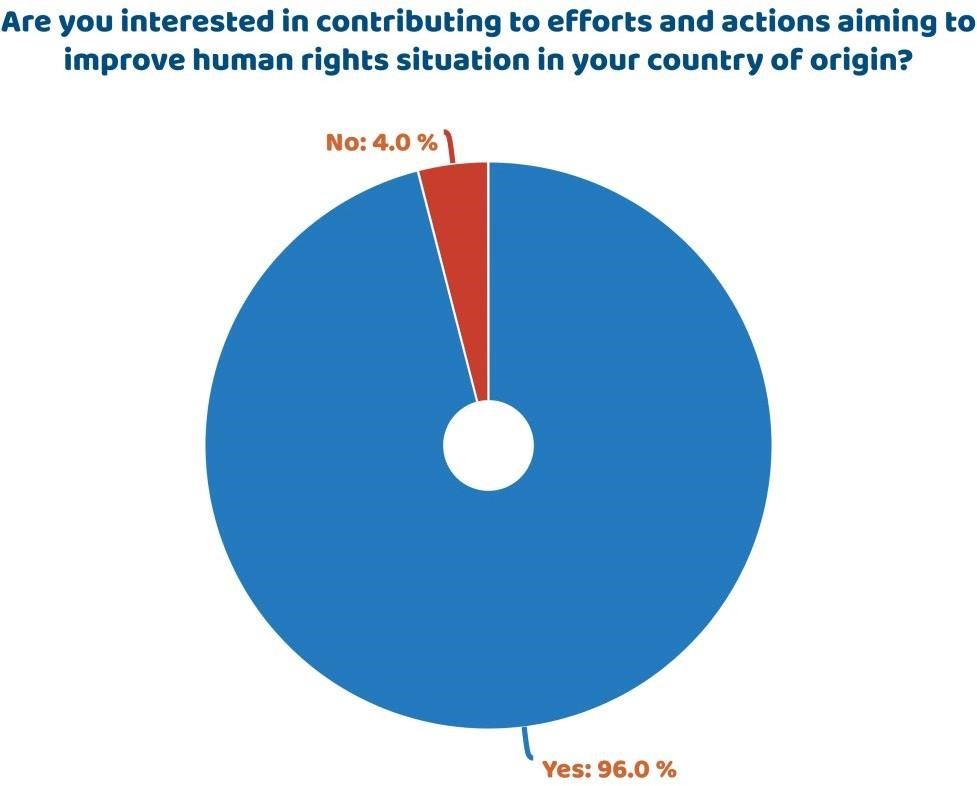 Are you interested in contributing to efforts and actions aiming to
improve human rights situation in your country of origin?
No: 4.0 %
Yes: 96.0 %